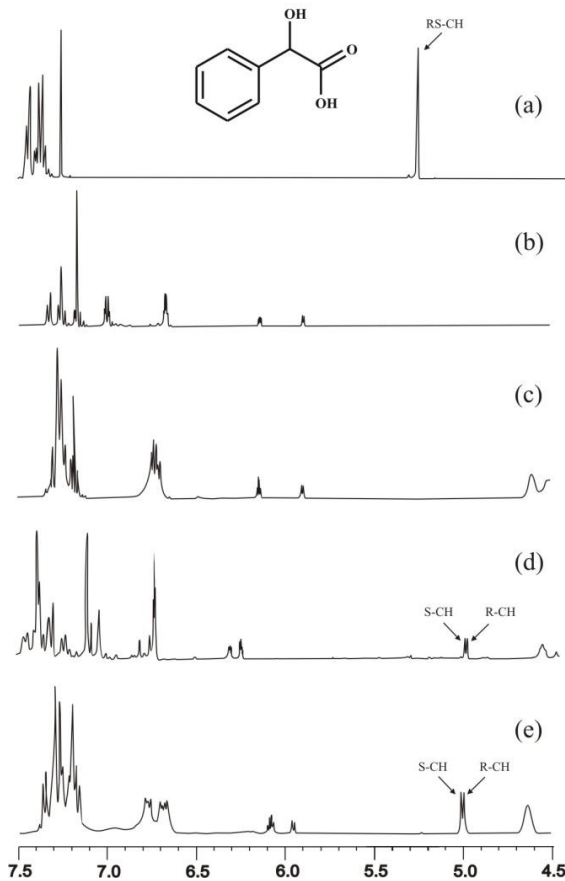 OH
RS-CH
O
OH
(a)
(b)
(c)
(d)
S-CH R-CH
(e)
S-CH R-CH
7.5 7.0 6.5 6.0 5.5 5.0 4.5